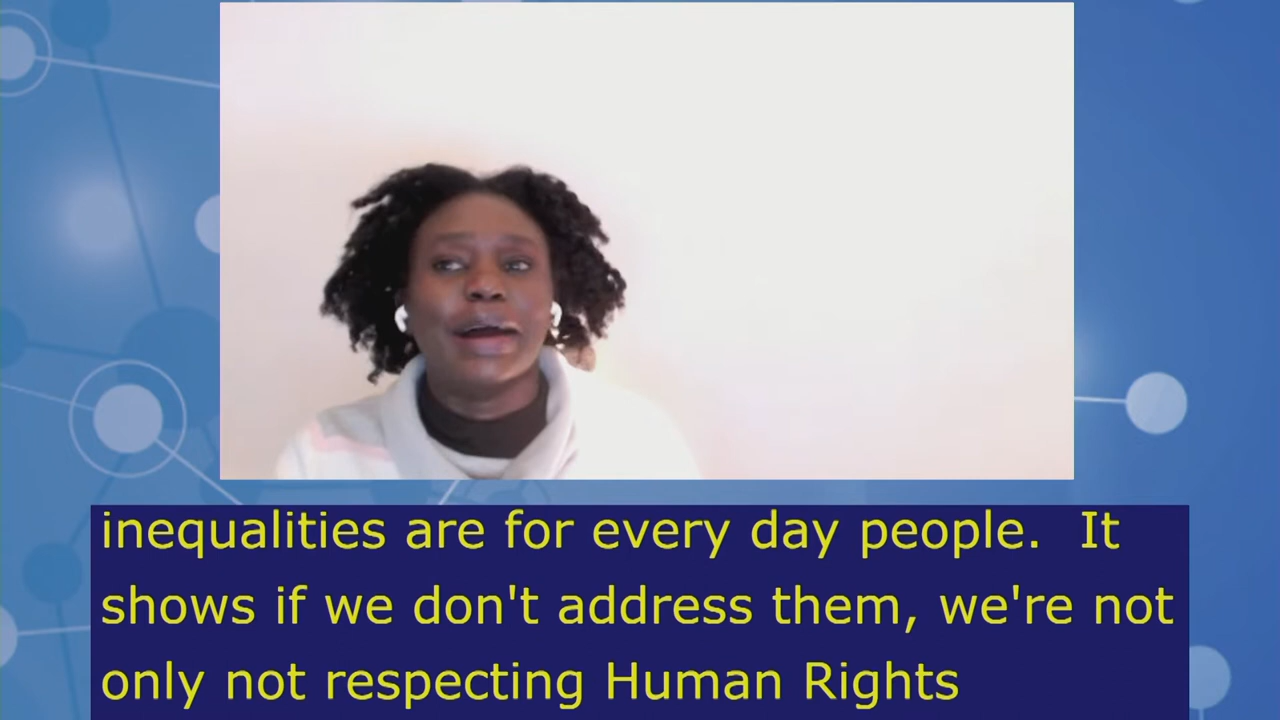 inequalities are for every day people.  It
shows if we don't address them, we're not
only not respecting Human Rights